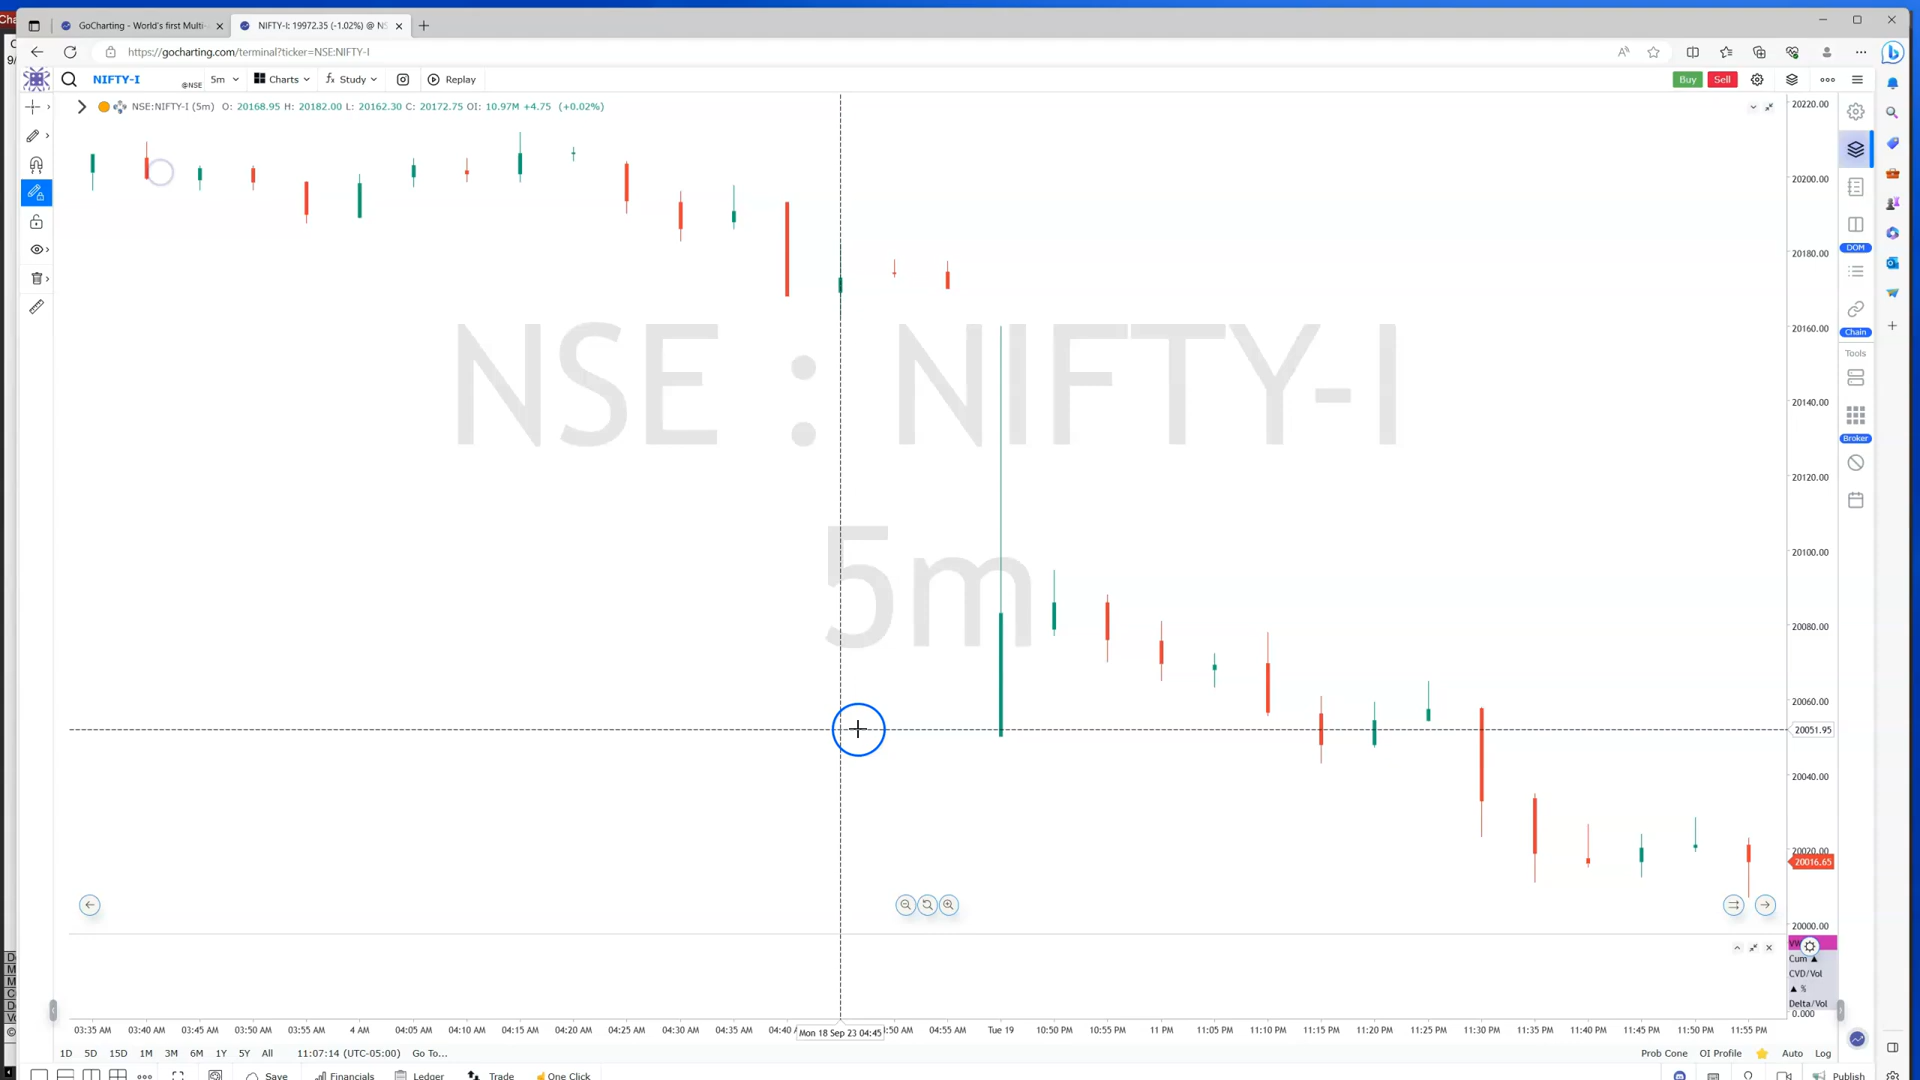 GoCharting - World's first Multi-
NIFTY-I: 19972.35 (-1.02%) @ NS
https://gocharting.com/terminal?ticker=NSE:NIFTY-I
NIFTY-I
@NSE
5m
Charts
fx Study
Replay
Buy
Sell
NSE:NIFTY-I (5m) O: 20168.95 H: 20182.00 L: 20162.30 C: 20172.75 OI: 10.97M +4.75 (+0.02%)
NSE : NIFTY-I
5m
20220.00
20200.00
20180.00
20160.00
20140.00
20120.00
20100.00
20080.00
20060.00
20051.95
20040.00
20020.00
20016.65
20000.00
DOM
Chain
Tools
Broker
Cum ▲
CVD/Vol
▲ %
Delta/Vol
0.000
03:35 AM 03:40 AM 03:45 AM 03:50 AM 03:55 AM 4 AM 04:05 AM 04:10 AM 04:15 AM 04:20 AM 04:25 AM 04:30 AM 04:35 AM 04:40 Mon 18 Sep 23 04:45 :50 AM 04:55 AM Tue 19 10:50 PM 10:55 PM 11 PM 11:05 PM 11:10 PM 11:15 PM 11:20 PM 11:25 PM 11:30 PM 11:35 PM 11:40 PM 11:45 PM 11:50 PM 11:55 PM
1D 5D 15D 1M 3M 6M 1Y 5Y All 11:07:14 (UTC-05:00) Go To...
Prob Cone OI Profile Auto Log
Save Financials Ledger Trade One Click
Publish